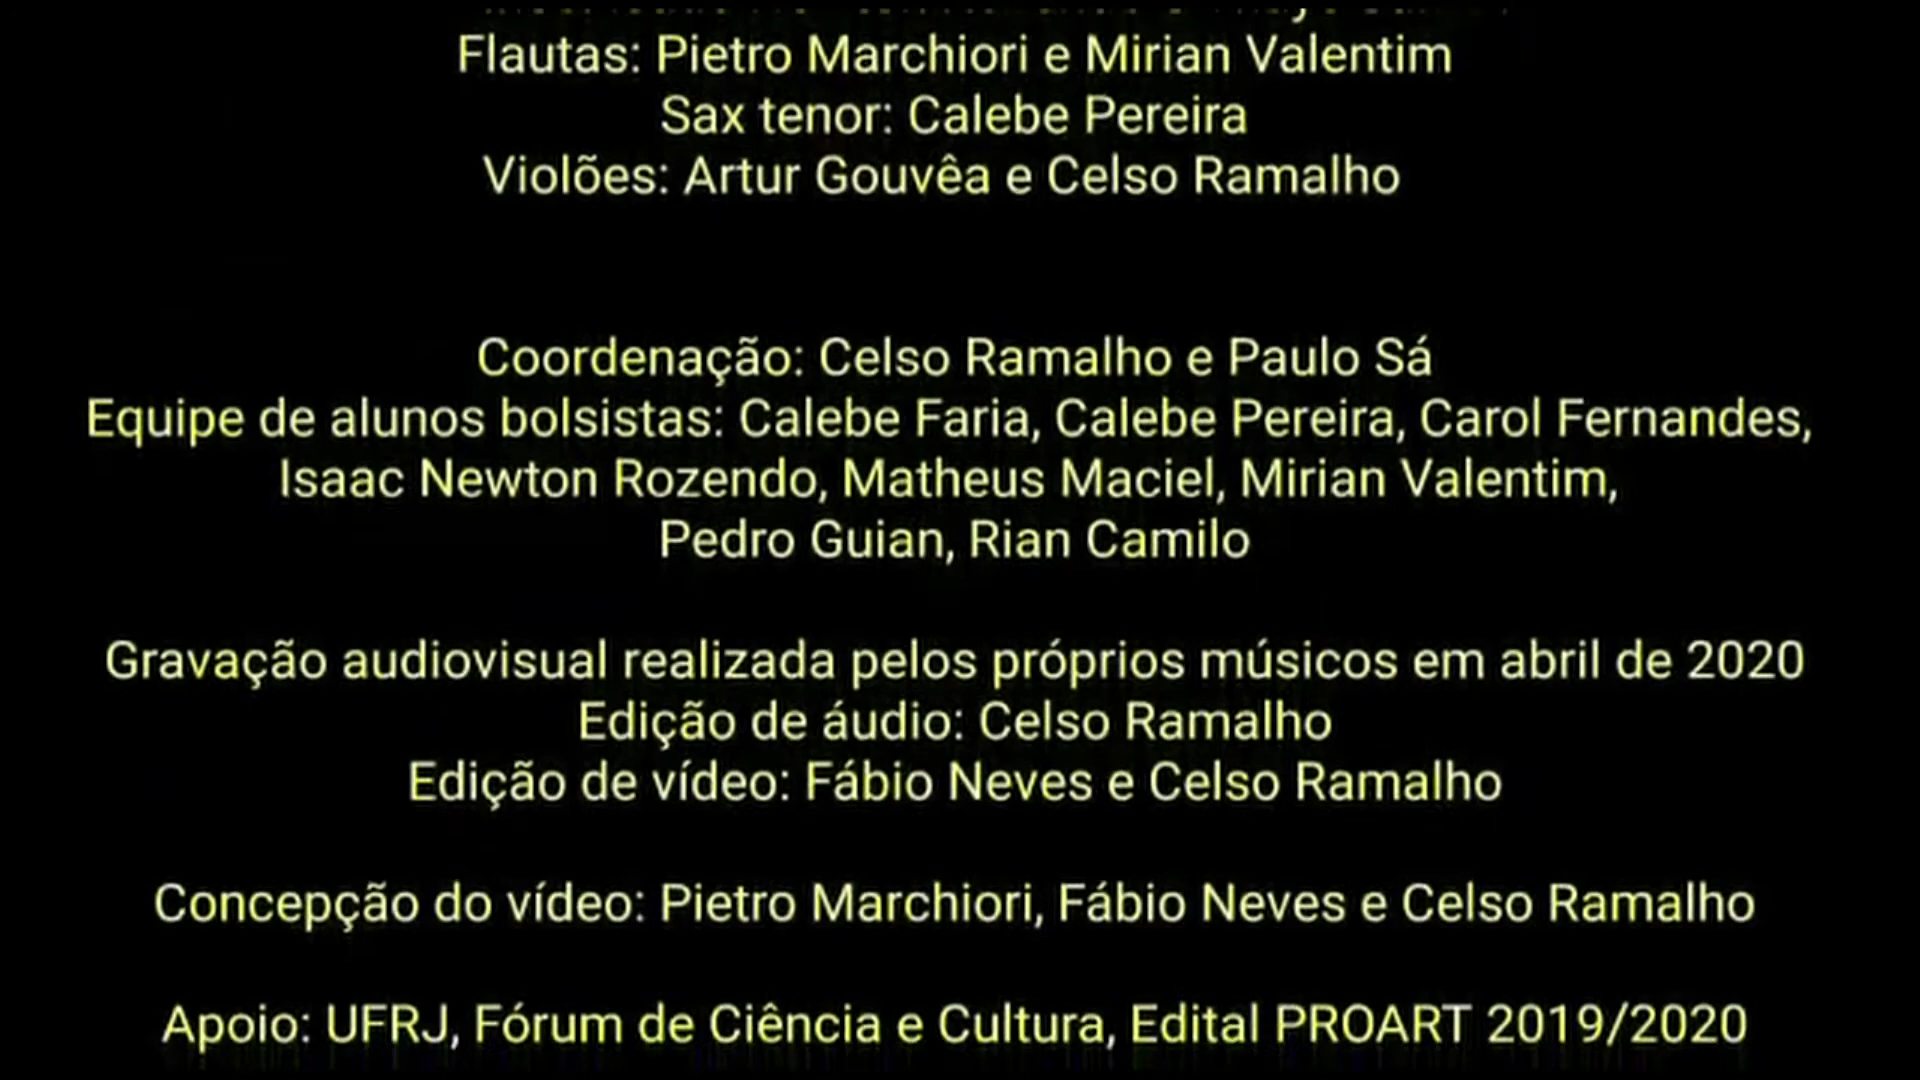 Flautas: Pietro Marchiori e Mirian Valentim
Sax tenor: Calebe Pereira
Violões: Artur Gouvêa e Celso Ramalho
Coordenação: Celso Ramalho e Paulo Sá
Equipe de alunos bolsistas: Calebe Faria, Calebe Pereira, Carol Fernandes,
Isaac Newton Rozendo, Matheus Maciel, Mirian Valentim,
Pedro Guian, Rian Camilo
Gravação audiovisual realizada pelos próprios músicos em abril de 2020
Edição de áudio: Celso Ramalho
Edição de vídeo: Fábio Neves e Celso Ramalho
Concepção do vídeo: Pietro Marchiori, Fábio Neves e Celso Ramalho
Apoio: UFRJ, Fórum de Ciência e Cultura, Edital PROART 2019/2020